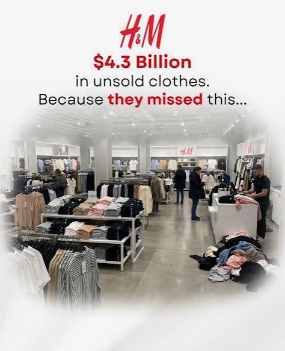 H&M
$4.3 Billion
in unsold clothes.
Because they missed this...
H&M